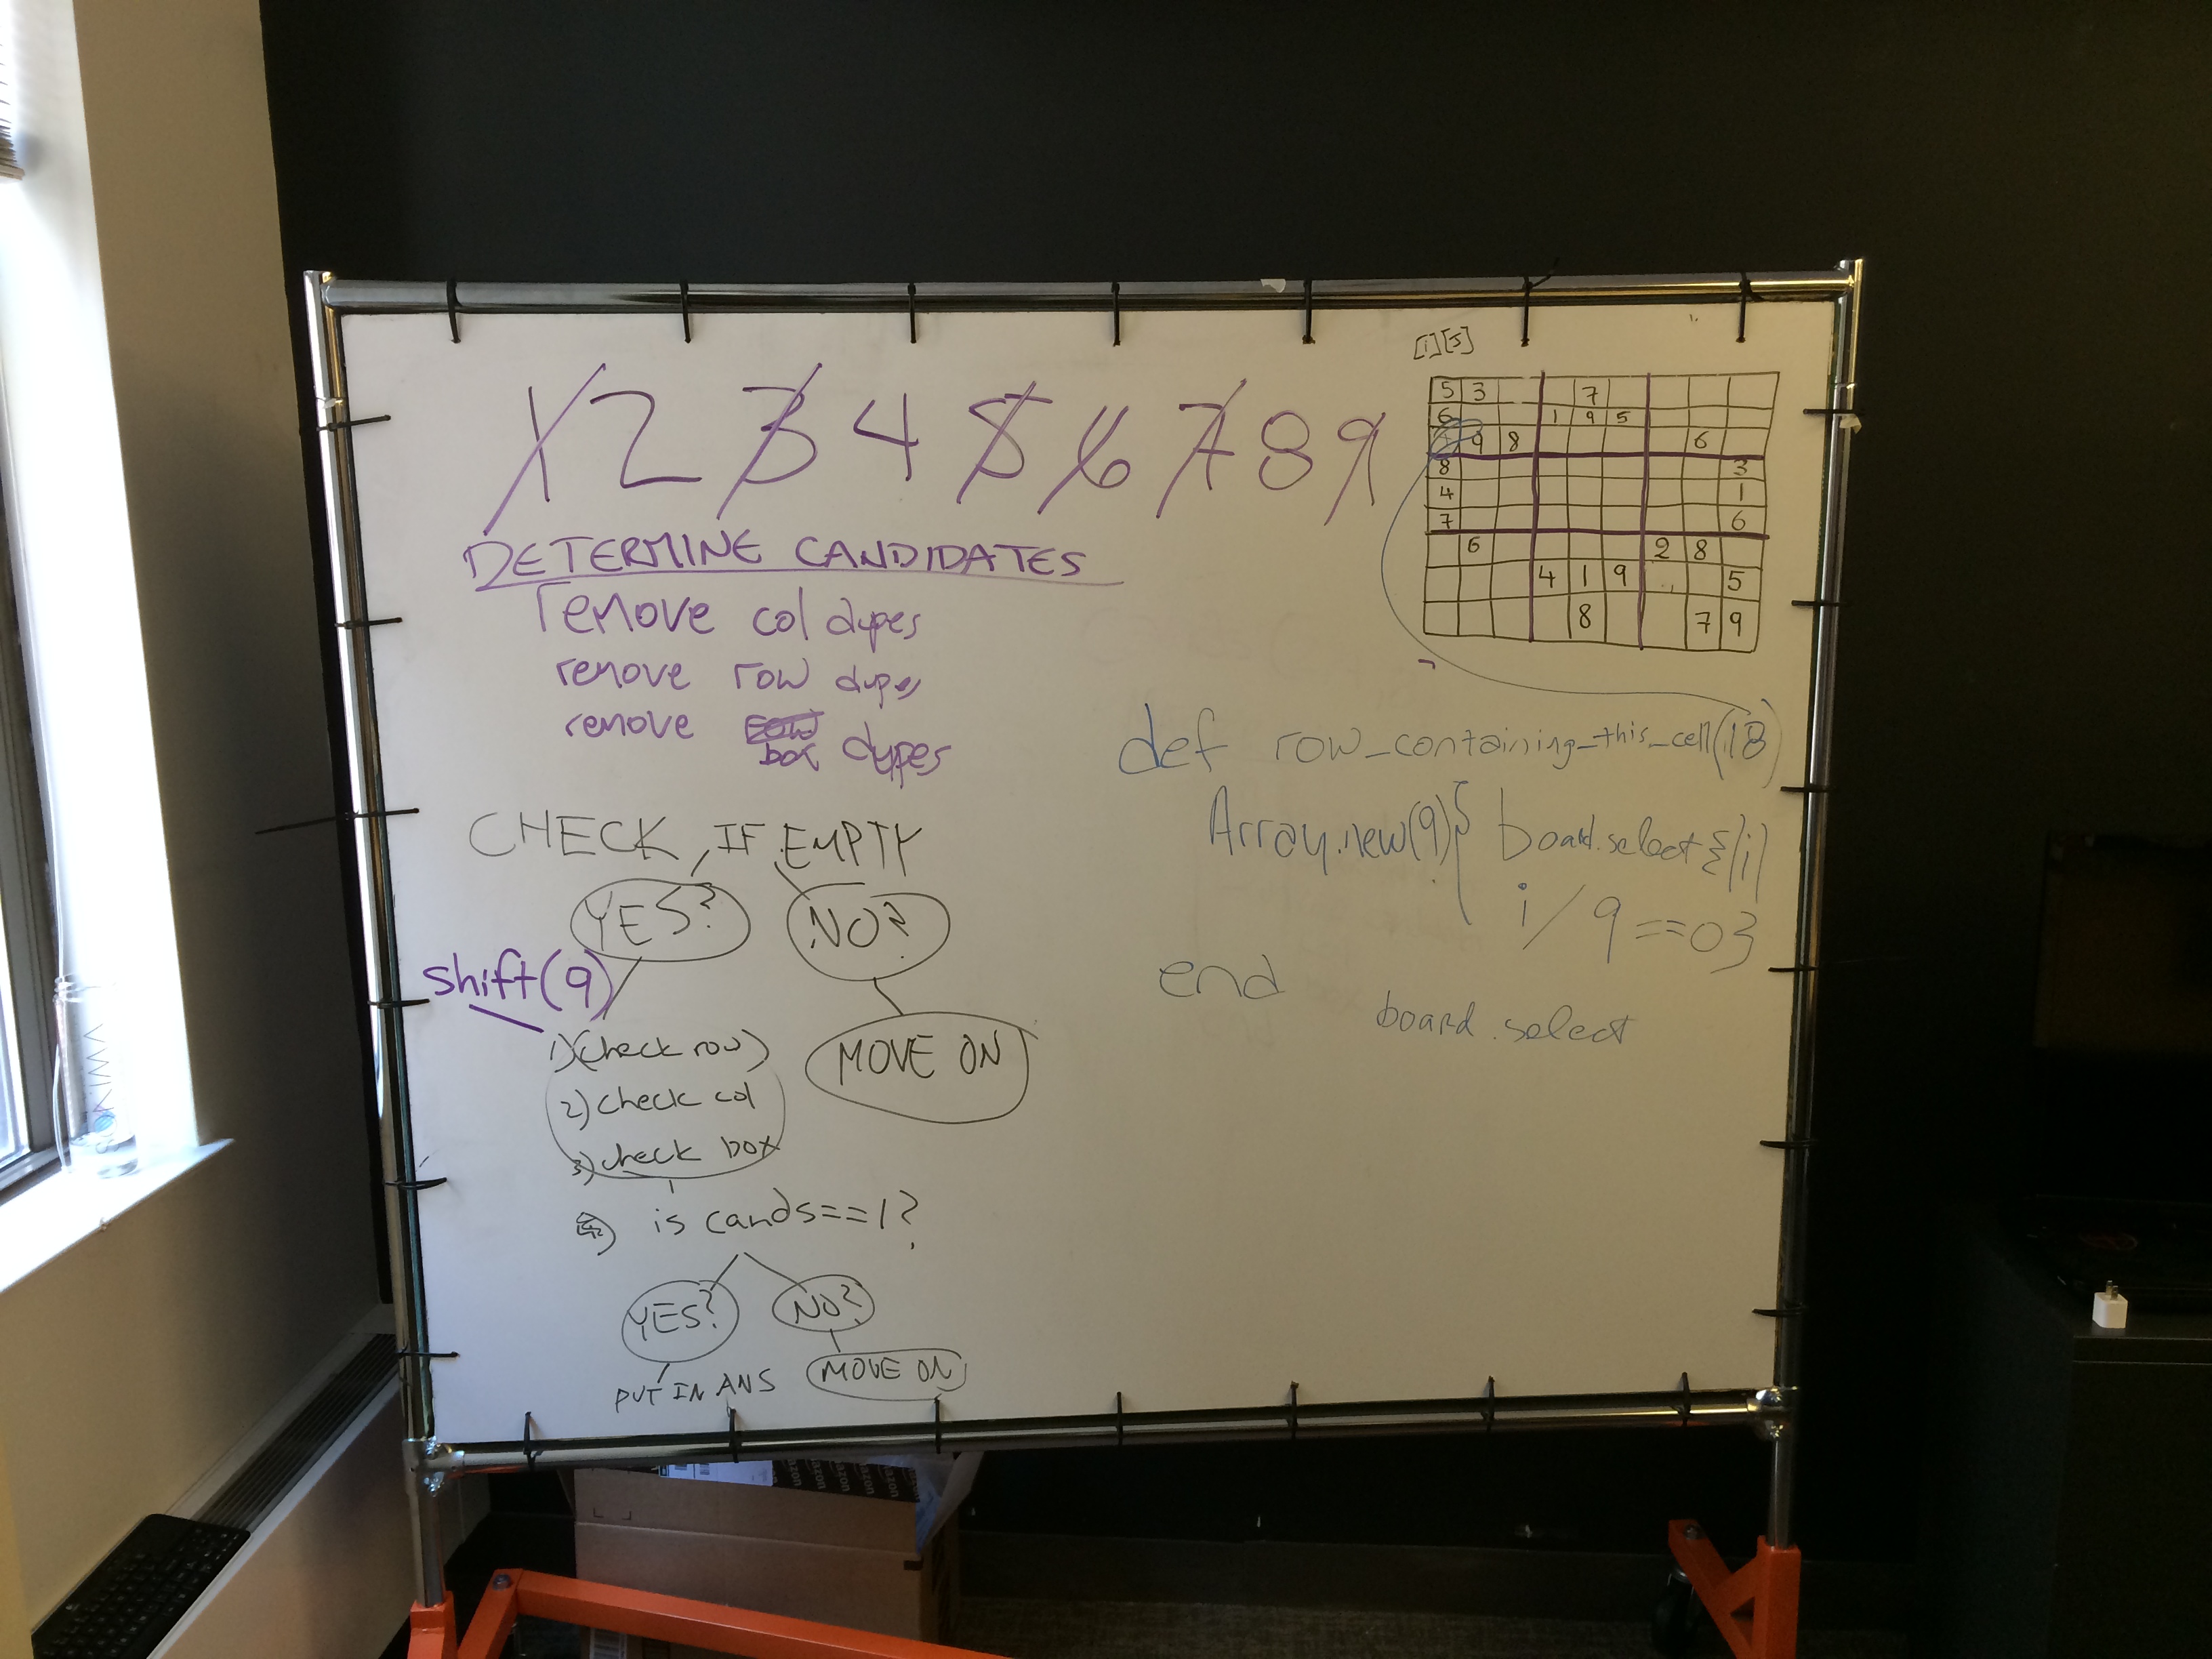 1 2 3 4 5 6 7 8 9
DETERMINE CANDIDATES
remove col dupes
remove row dupes
remove box dupes
CHECK, IF EMPTY
YES? NO?
shift(9)
MOVE ON
1) check row
2) check col
3) check box
4) is cands==1?
YES? NO?
PUT IN ANS MOVE ON
[i][j]
5 3 7
6 1 9 5
9 8 6
8 3
4 1
7 6
6 2 8
4 1 9 5
8 7 9
def row_containing_this_cell(18)
Array.new(9){ board.select {|i|
i / 9 == 0}
end
board.select